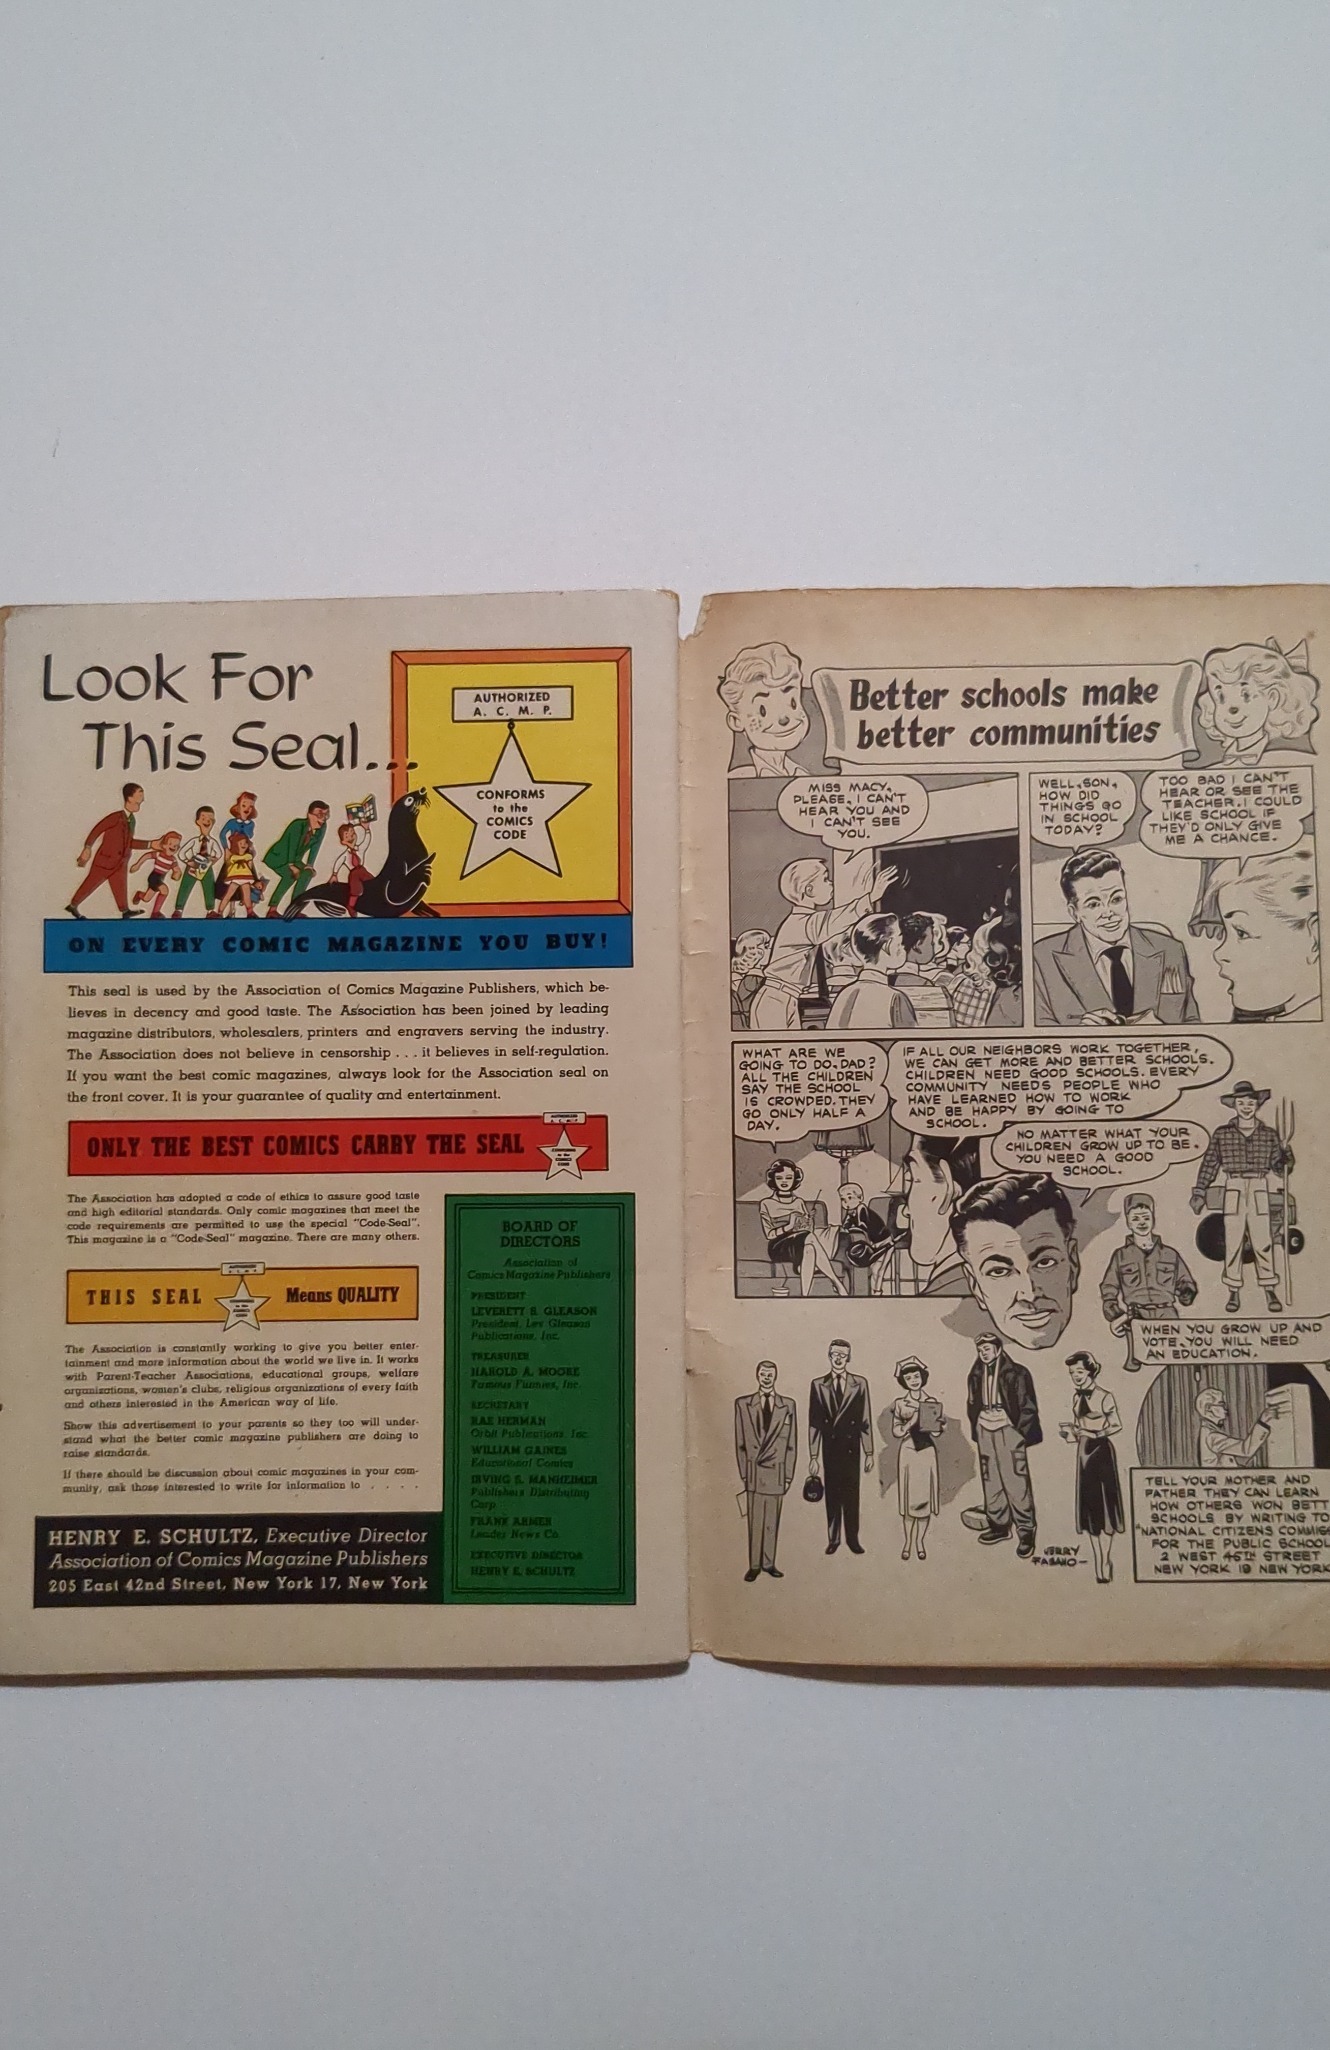 Look For
This Seal...
AUTHORIZED
A. C. M. P.
CONFORMS
to the
COMICS
CODE
ON EVERY COMIC MAGAZINE YOU BUY!
This seal is used by the Association of Comics Magazine Publishers, which be-
lieves in decency and good taste. The Association has been joined by leading
magazine distributors, wholesalers, printers and engravers serving the industry.
The Association does not believe in censorship . . . it believes in self-regulation.
If you want the best comic magazines, always look for the Association seal on
the front cover. It is your guarantee of quality and entertainment.
ONLY THE BEST COMICS CARRY THE SEAL
The Association has adopted a code of ethics to assure good taste
and high editorial standards. Only comic magazines that meet the
code requirements are permitted to use the special "Code-Seal".
This magazine is a "Code-Seal" magazine. There are many others.
THIS SEAL Means QUALITY
The Association is constantly working to give you better enter-
tainment and more information about the world we live in. It works
with Parent-Teacher Associations, educational groups, welfare
organizations, women's clubs, religious organizations of every faith
and others interested in the American way of life.
Show this advertisement to your parents so they too will under-
stand what the better comic magazine publishers are doing to
raise standards.
If there should be discussion about comic magazines in your com-
munity, ask those interested to write for information to . . . .
HENRY E. SCHULTZ, Executive Director
Association of Comics Magazine Publishers
205 East 42nd Street, New York 17, New York
BOARD OF
DIRECTORS
Association of
Comics Magazine Publishers
PRESIDENT
LEVERETT S. GLEASON
President, Lev Gleason
Publications, Inc.
TREASURER
HAROLD A. MOORE
Famous Funnies, Inc.
SECRETARY
RAE HERMAN
Orbit Publications, Inc.
WILLIAM GAINES
Educational Comics
IRVING S. MANHEIMER
Publishers Distributing
Corp.
FRANK ARMER
Leader News Co.
EXECUTIVE DIRECTOR
HENRY E. SCHULTZ
Better schools make
better communities
MISS MACY,
PLEASE, I CAN'T
HEAR YOU AND
I CAN'T SEE
YOU.
WELL, SON,
HOW DID
THINGS GO
IN SCHOOL
TODAY?
TOO BAD I CAN'T
HEAR OR SEE THE
TEACHER. I COULD
LIKE SCHOOL IF
THEY'D ONLY GIVE
ME A CHANCE.
WHAT ARE WE
GOING TO DO, DAD?
ALL THE CHILDREN
SAY THE SCHOOL
IS CROWDED. THEY
GO ONLY HALF A
DAY.
IF ALL OUR NEIGHBORS WORK TOGETHER,
WE CAN GET MORE AND BETTER SCHOOLS.
CHILDREN NEED GOOD SCHOOLS. EVERY
COMMUNITY NEEDS PEOPLE WHO
HAVE LEARNED HOW TO WORK
AND BE HAPPY BY GOING TO
SCHOOL.
NO MATTER WHAT YOUR
CHILDREN GROW UP TO BE,
YOU NEED A GOOD
SCHOOL.
WHEN YOU GROW UP AND
VOTE, YOU WILL NEED
AN EDUCATION.
TELL YOUR MOTHER AND
FATHER THEY CAN LEARN
HOW OTHERS WON BETT
SCHOOLS BY WRITING TO
"NATIONAL CITIZENS COMMIS
FOR THE PUBLIC SCHOOL
2 WEST 45TH STREET
NEW YORK 19 NEW YORK
JERRY
FASANO-